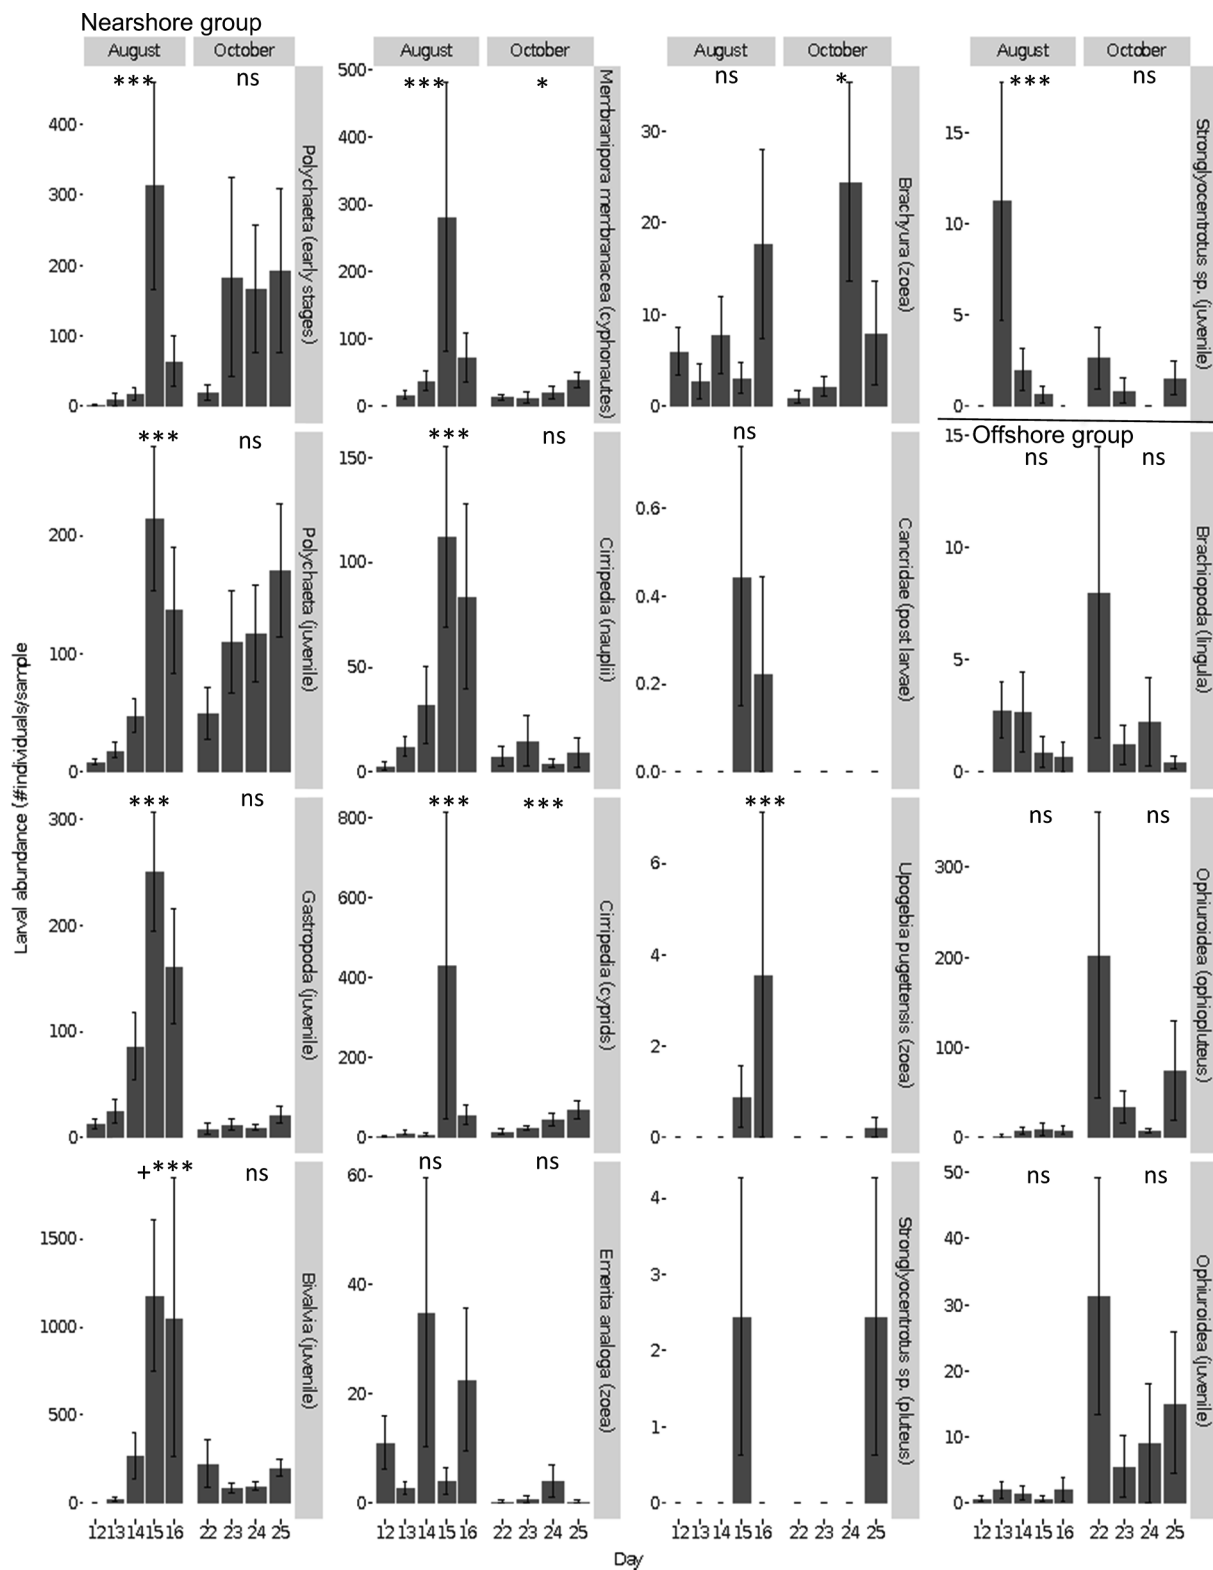 Nearshore group
August October August October August October August October
*** ns *** * ns * *** ns
400-
300-
200-
100-
0-
Polychaeta (early stages)
500-
400-
300-
200-
100-
0-
Membranipora membranacea (cyphonautes)
30-
20-
10-
0-
Brachyura (zoea)
15-
10-
5-
0-
Stronglyocentrotus sp. (juvenile)
Offshore group
*** ns *** ns ns ns ns
200-
100-
0-
Polychaeta (juvenile)
150-
100-
50-
0-
Cirripedia (nauplii)
0.6-
0.4-
0.2-
0.0-
Cancridae (post larvae)
15-
10-
5-
0-
Brachiopoda (lingula)
Larval abundance (#individuals/sample
*** ns *** *** *** ns ns
300-
200-
100-
0-
Gastropoda (juvenile)
800-
600-
400-
200-
0-
Cirripedia (cyprids)
6-
4-
2-
0-
Upogebia pugettensis (zoea)
300-
200-
100-
0-
Ophiuroidea (ophiopluteus)
+*** ns ns ns ns ns
1500-
1000-
500-
0-
Bivalvia (juvenile)
60-
40-
20-
0-
Emerita analoga (zoea)
4-
3-
2-
1-
0-
Stronglyocentrotus sp. (pluteus)
50-
40-
30-
20-
10-
0-
Ophiuroidea (juvenile)
12 13 14 15 16 22 23 24 25 12 13 14 15 16 22 23 24 25 12 13 14 15 16 22 23 24 25 12 13 14 15 16 22 23 24 25
Day